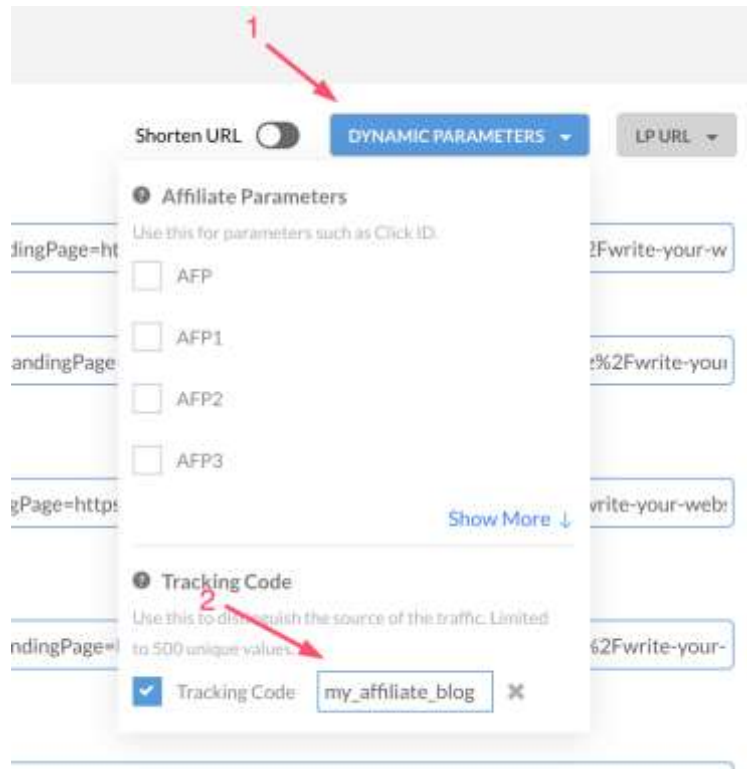 1
Shorten URL
DYNAMIC PARAMETERS
LP URL
Affiliate Parameters
Use this for parameters such as Click ID.
dingPage=ht
2Fwrite-your-w
AFP
AFP1
andingPage
%2Fwrite-your
AFP2
AFP3
gPage=https
write-your-webs
Show More ↓
Tracking Code
2
Use this to distinguish the source of the traffic. Limited
to 500 unique values.
ndingPage=
%2Fwrite-your-
Tracking Code
my_affiliate_blog